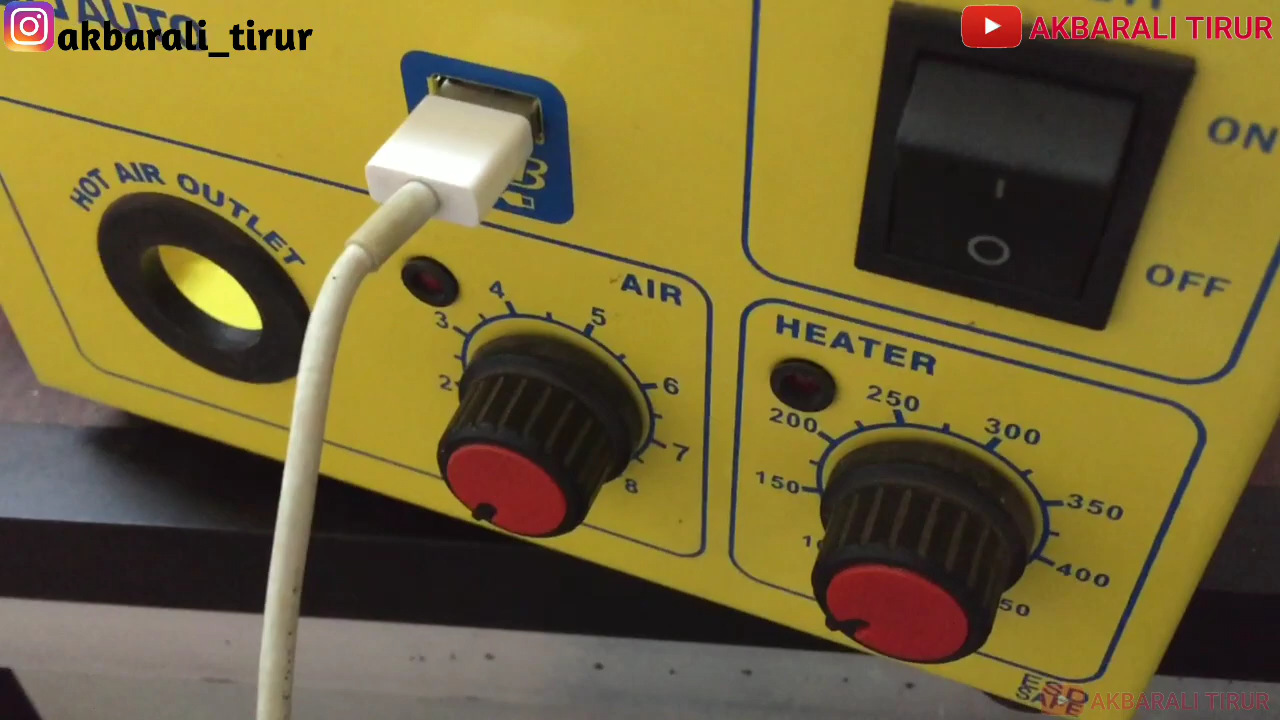 AUTO
akbarali_tirur
AKBARALI TIRUR
ON
OFF
HOT AIR OUTLET
AIR
2
3
4
5
6
7
8
HEATER
150
200
250
300
350
400
AKBARALI TIRUR